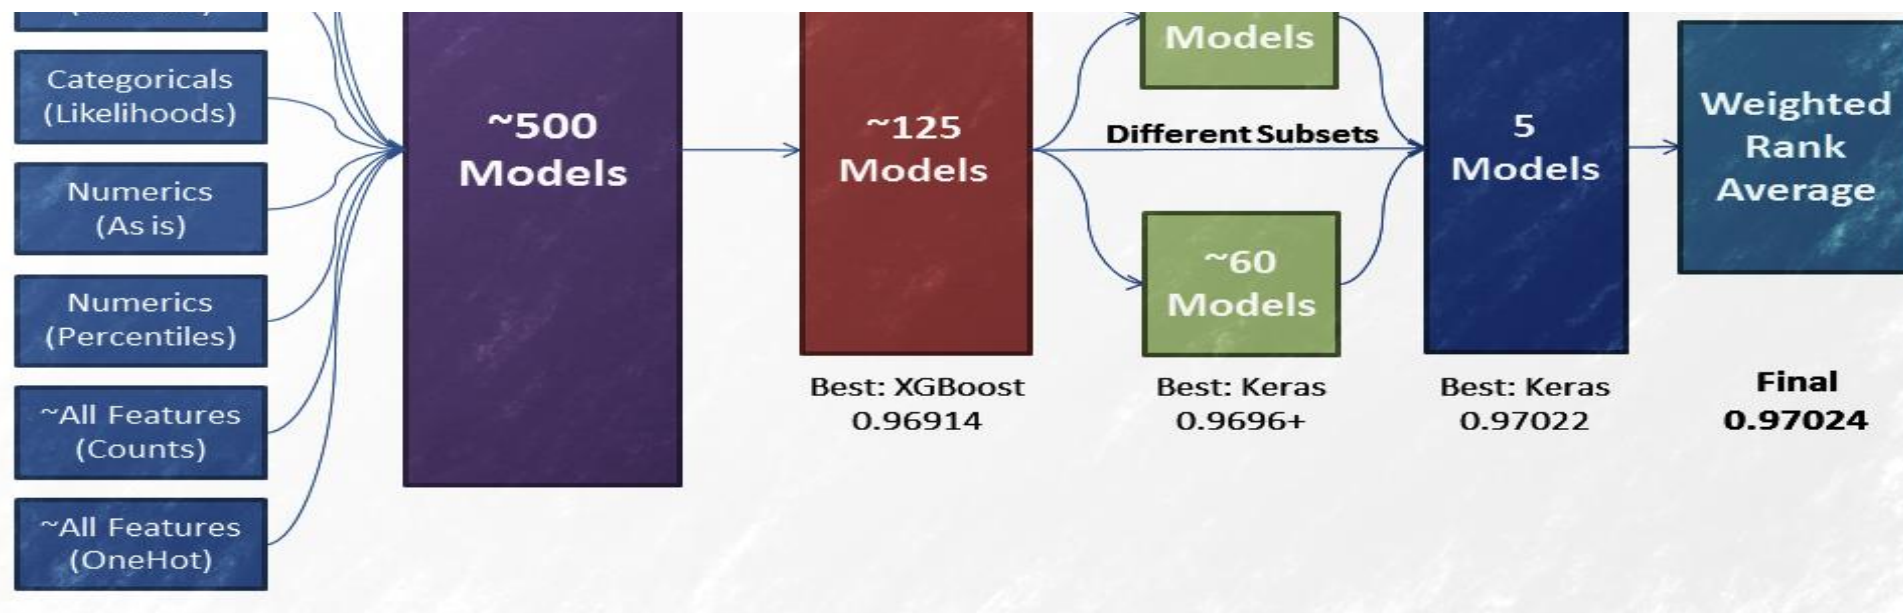 Categoricals
(Likelihoods)
Numerics
(As is)
Numerics
(Percentiles)
~All Features
(Counts)
~All Features
(OneHot)
~500
Models
~125
Models
Models
Different Subsets
~60
Models
5
Models
Weighted
Rank
Average
Best: XGBoost
0.96914
Best: Keras
0.9696+
Best: Keras
0.97022
Final
0.97024